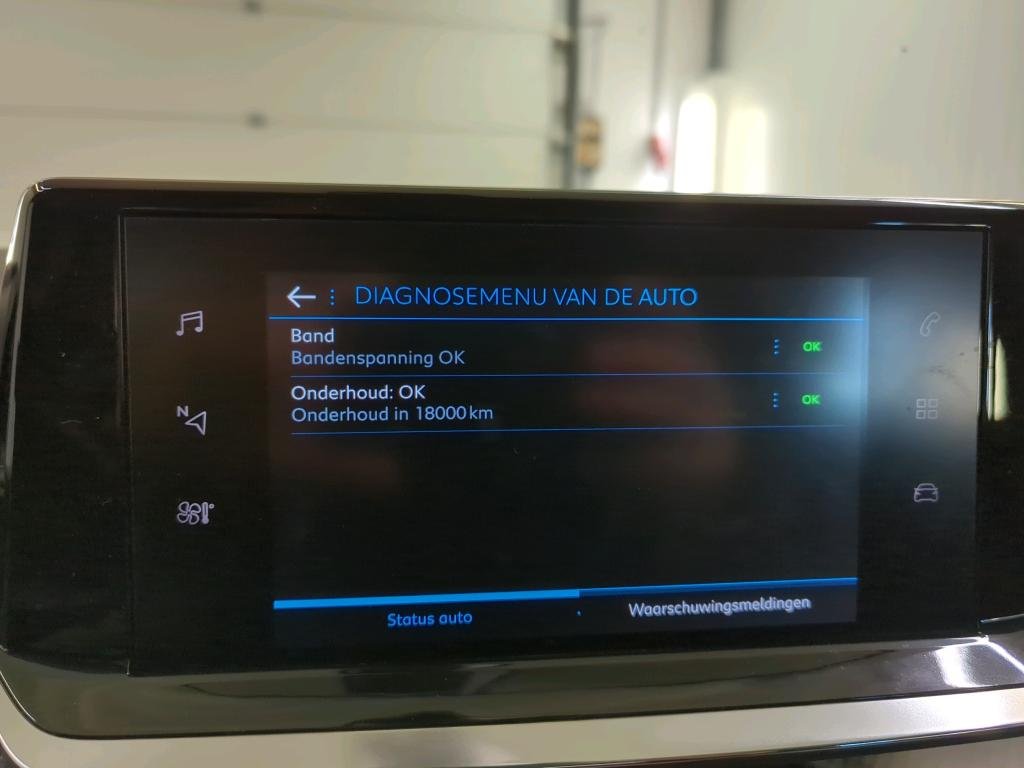 DIAGNOSEMENU VAN DE AUTO
Band
Bandenspanning OK
OK
Onderhoud: OK
Onderhoud in 18000 km
OK
N
Status auto
Waarschuwingsmeldingen